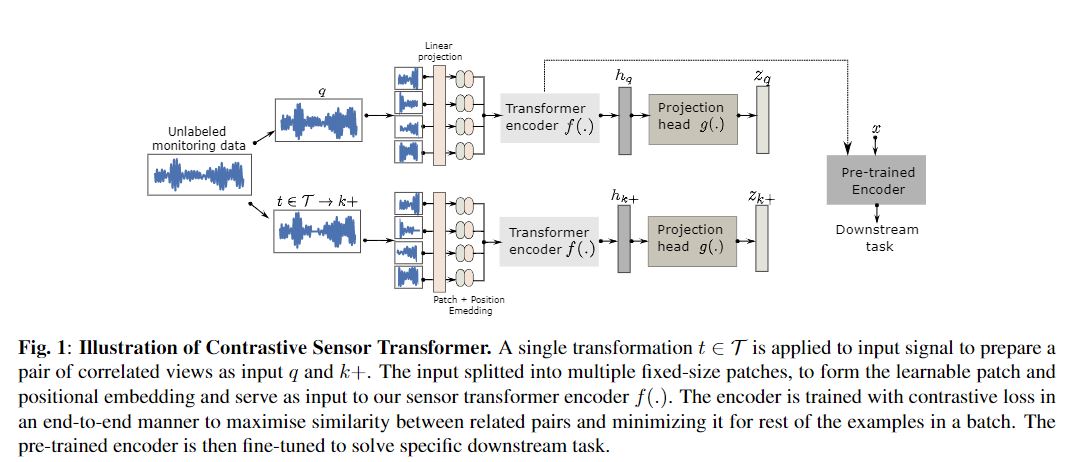 Linear
projection
q
Unlabeled
monitoring data
Transformer
encoder f(.)
h_q
Projection
head g(.)
z_q
x
Pre-trained
Encoder
Downstream
task
t ∈ 𝒯 → k+
Transformer
encoder f(.)
h_{k+}
Projection
head g(.)
z_{k+}
Patch + Position
Emedding
Fig. 1: Illustration of Contrastive Sensor Transformer. A single transformation t ∈ 𝒯 is applied to input signal to prepare a
pair of correlated views as input q and k+. The input splitted into multiple fixed-size patches, to form the learnable patch and
positional embedding and serve as input to our sensor transformer encoder f(.). The encoder is trained with contrastive loss in
an end-to-end manner to maximise similarity between related pairs and minimizing it for rest of the examples in a batch. The
pre-trained encoder is then fine-tuned to solve specific downstream task.